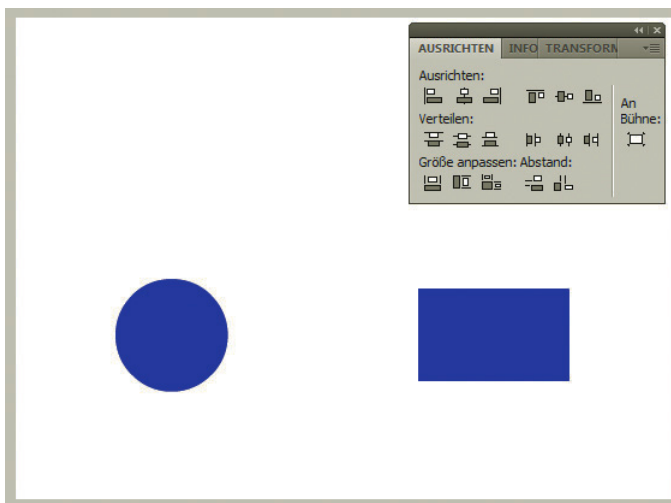 AUSRICHTEN INFO TRANSFORM
Ausrichten:
An
Bühne:
Verteilen:
Größe anpassen: Abstand: